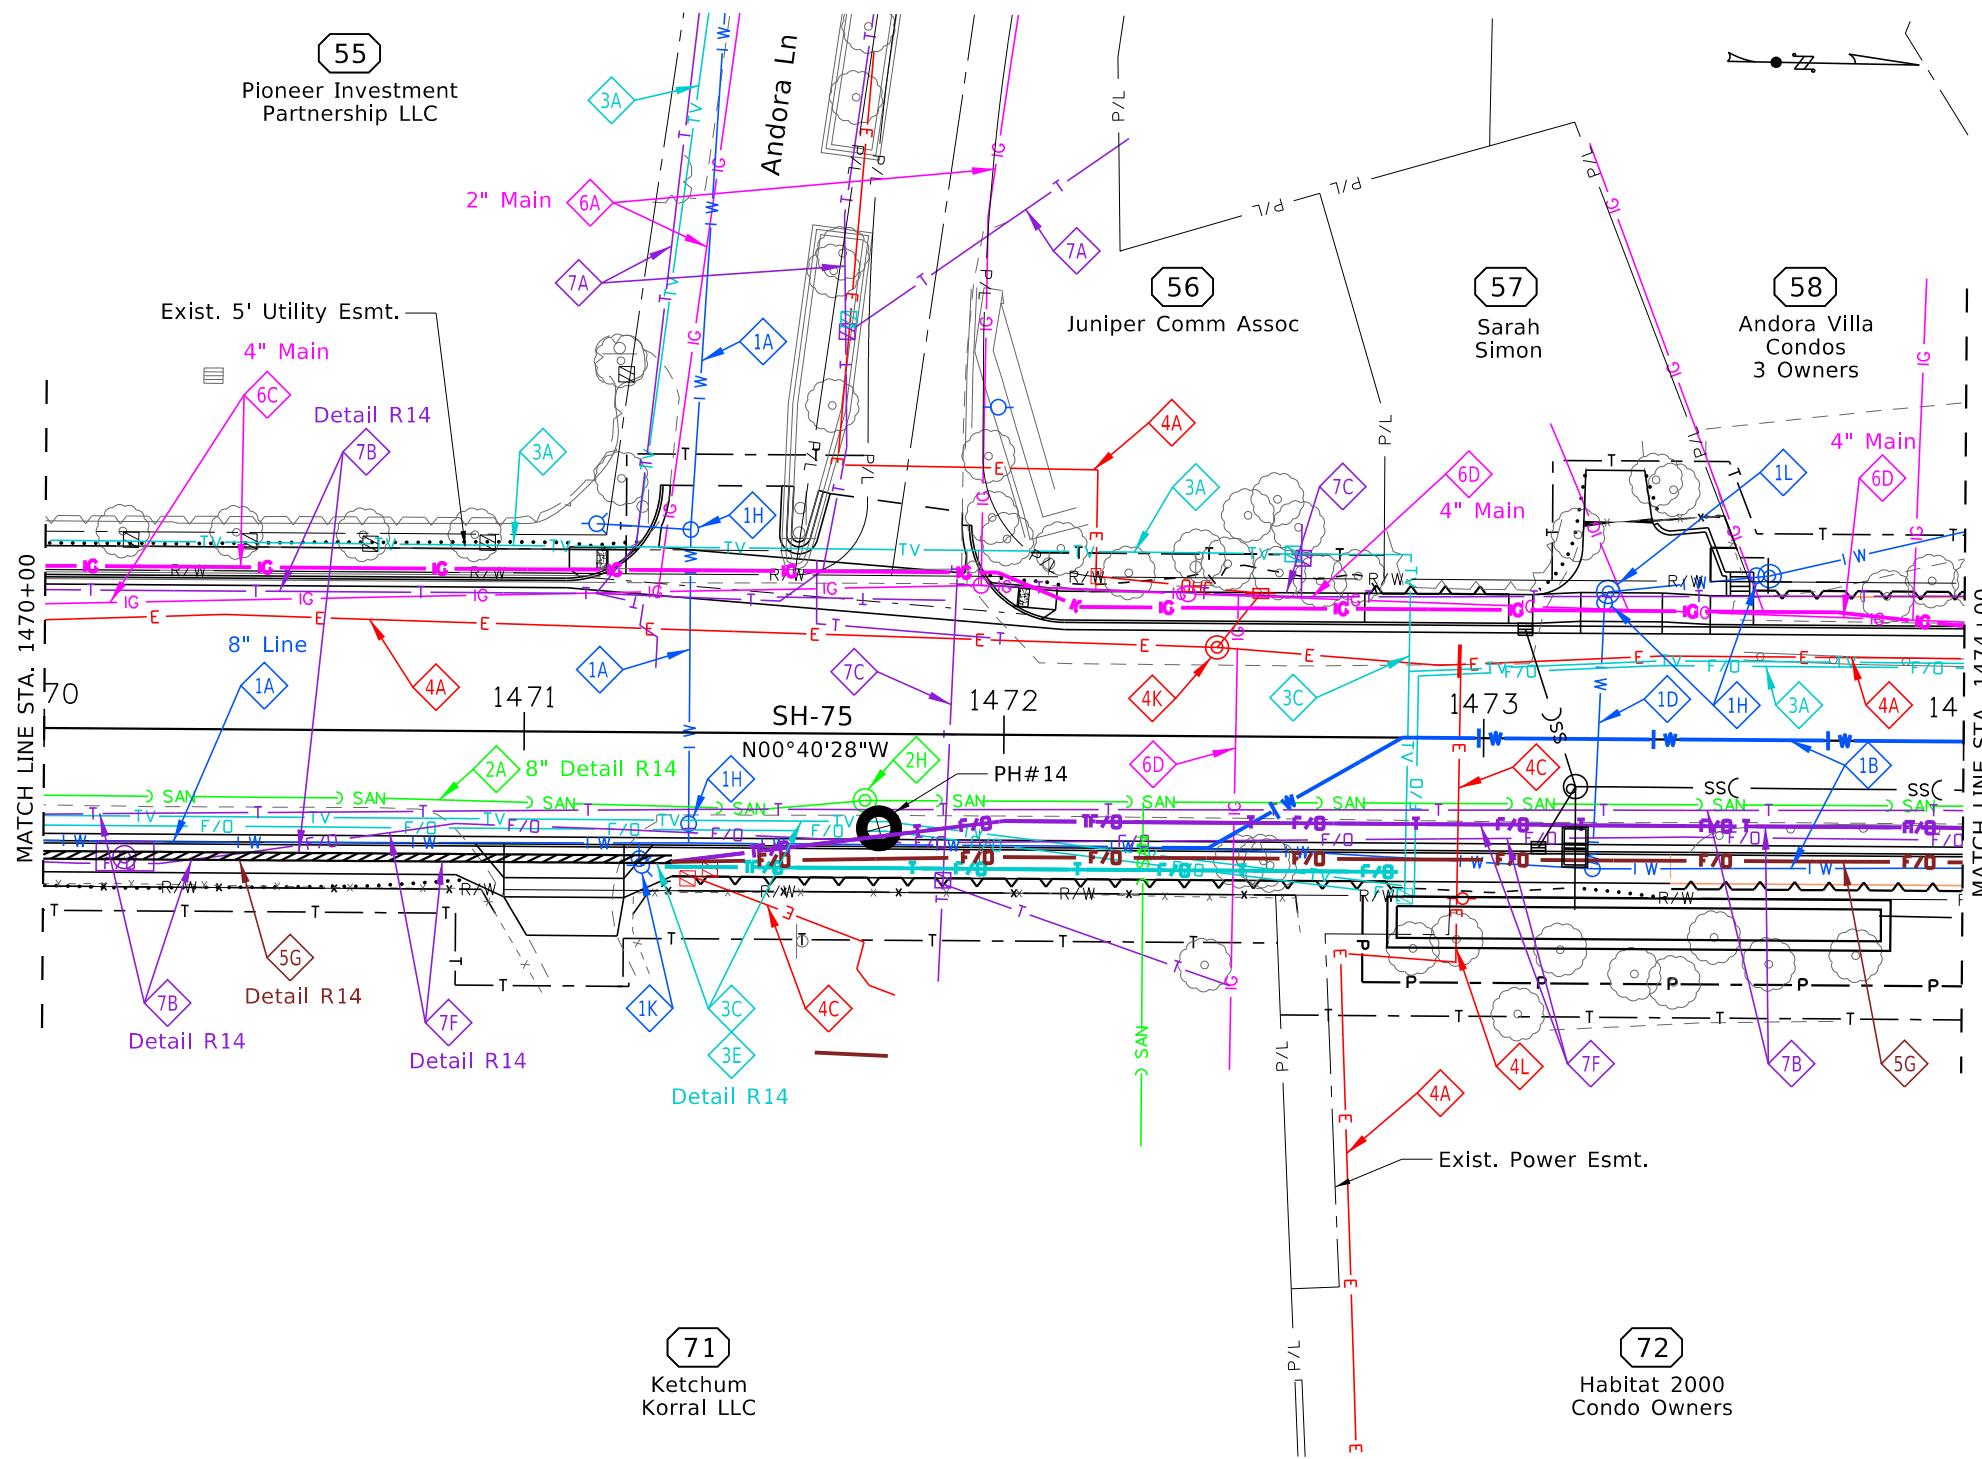 55
Pioneer Investment
Partnership LLC
3A
Andora Ln
2" Main
6A
7A
7A
P/L
P/L
P/L
P/L
56
Juniper Comm Assoc
57
Sarah
Simon
58
Andora Villa
Condos
3 Owners
Exist. 5' Utility Esmt.
4" Main
6C
Detail R14
7B
3A
1A
1H
4A
3A
7C
6D
4" Main
1L
4" Main
6D
MATCH LINE STA. 1470+00
MATCH LINE STA. 1474+00
R/W
R/W
R/W
R/W
R/W
R/W
8" Line
1A
4A
70
1471
1A
7C
SH-75
N00°40'28"W
1472
4K
3C
1473
1D
1H
3A
4A
14
2A
8" Detail R14
1H
2H
PH#14
6D
4C
1B
R/W
R/W
R/W
R/W
R/W
7B
Detail R14
5G
Detail R14
7F
Detail R14
1K
3C
3E
Detail R14
4C
4A
4L
7F
7B
5G
Exist. Power Esmt.
P/L
P/L
71
Ketchum
Korral LLC
72
Habitat 2000
Condo Owners